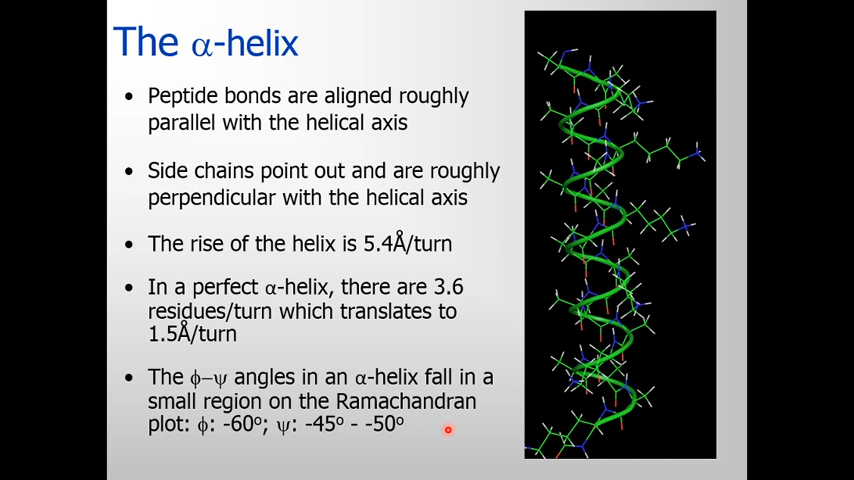 The α-helix
• Peptide bonds are aligned roughly
parallel with the helical axis
• Side chains point out and are roughly
perpendicular with the helical axis
• The rise of the helix is 5.4Å/turn
• In a perfect α-helix, there are 3.6
residues/turn which translates to
1.5Å/turn
• The ϕ–ψ angles in an α-helix fall in a
small region on the Ramachandran
plot: ϕ: -60º; ψ: -45º - -50º